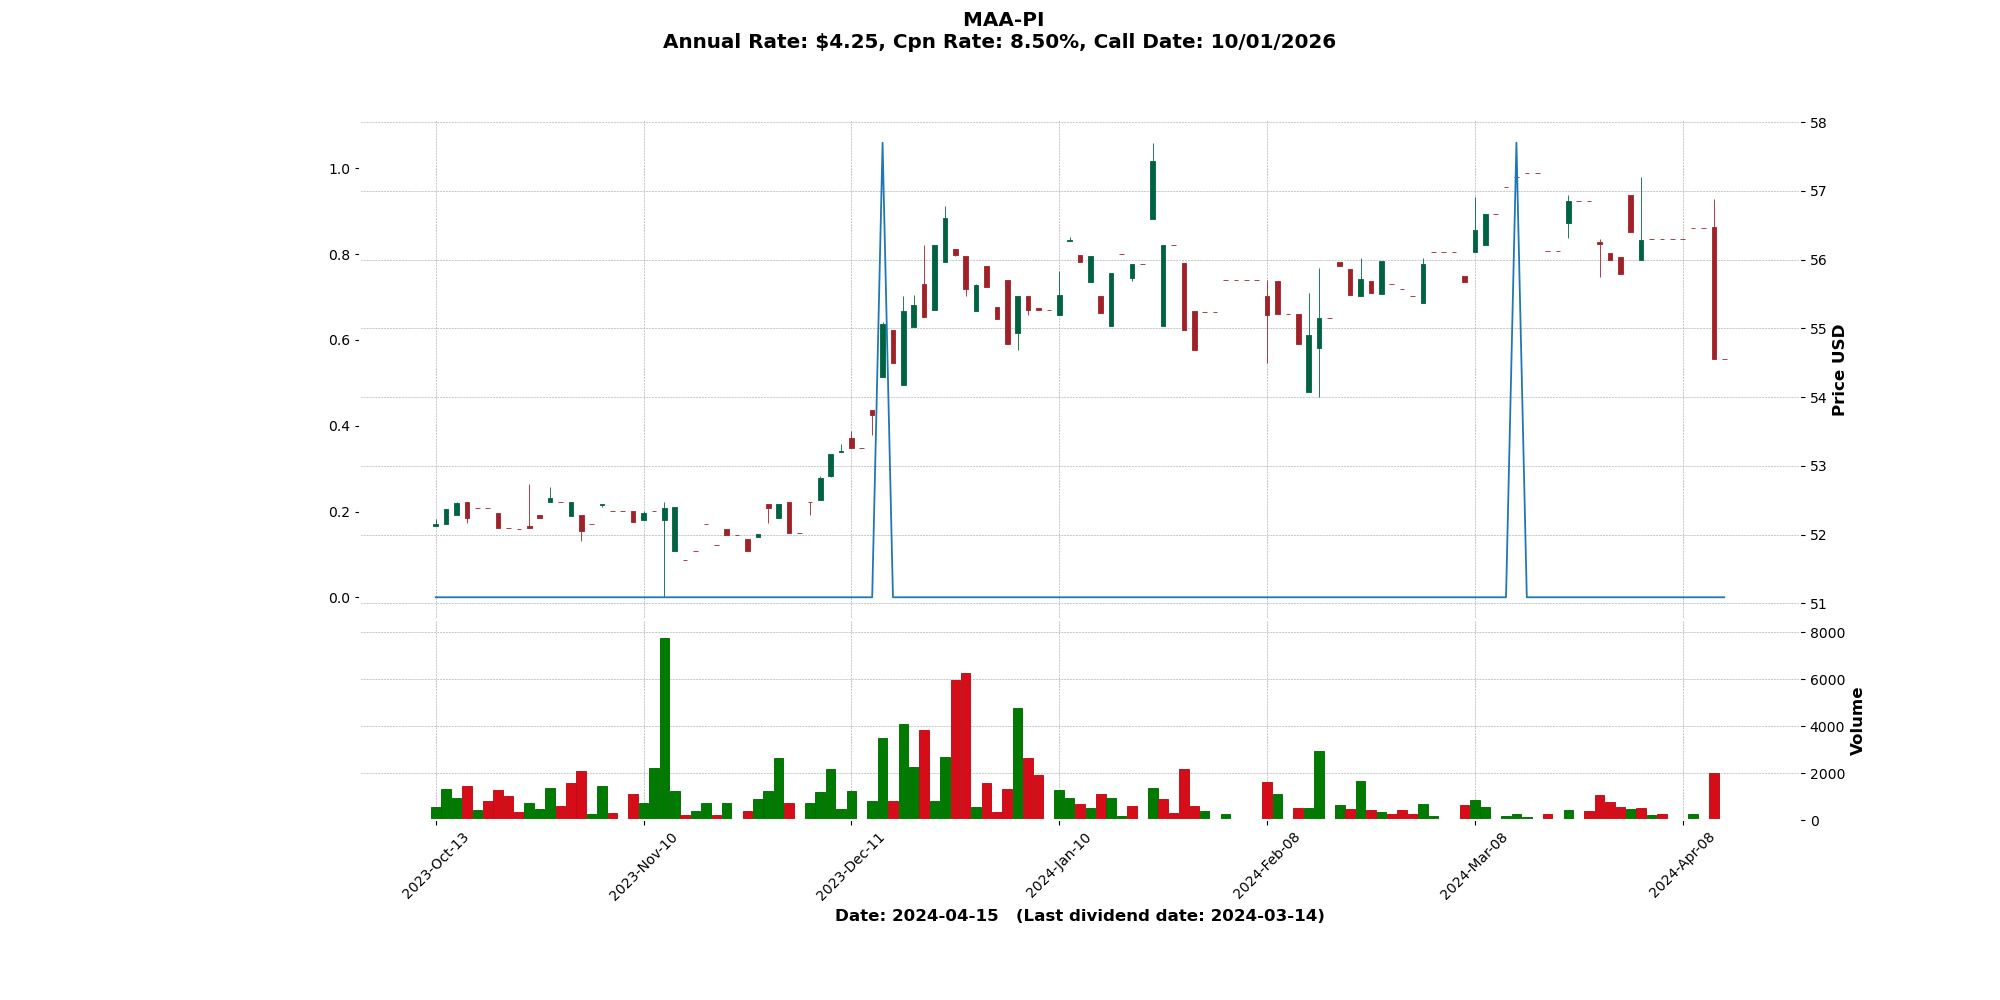 MAA-PI
Annual Rate: $4.25, Cpn Rate: 8.50%, Call Date: 10/01/2026
1.0
0.8
0.6
0.4
0.2
0.0
58
57
56
55
54
53
52
51
Price USD
8000
6000
4000
2000
0
Volume
2023-Oct-13
2023-Nov-10
2023-Dec-11
2024-Jan-10
2024-Feb-08
2024-Mar-08
2024-Apr-08
Date: 2024-04-15 (Last dividend date: 2024-03-14)